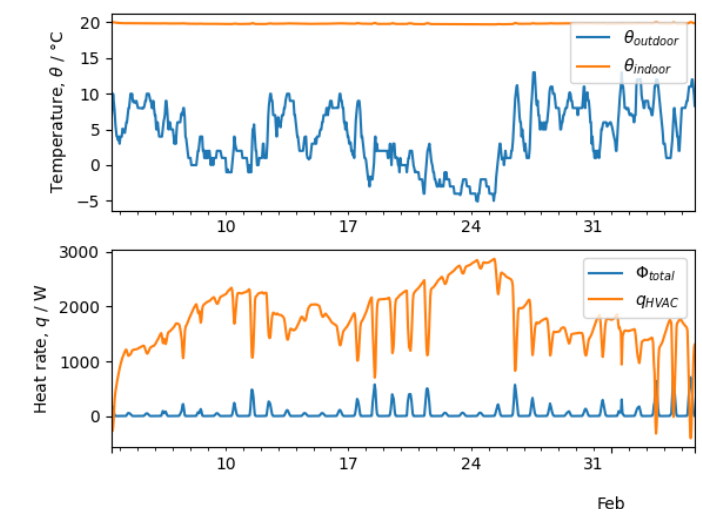 Temperature, θ / °C
20
15
10
5
0
−5
θoutdoor
θindoor
10
17
24
31
Heat rate, q / W
3000
2000
1000
0
Φtotal
qHVAC
10
17
24
31
Feb